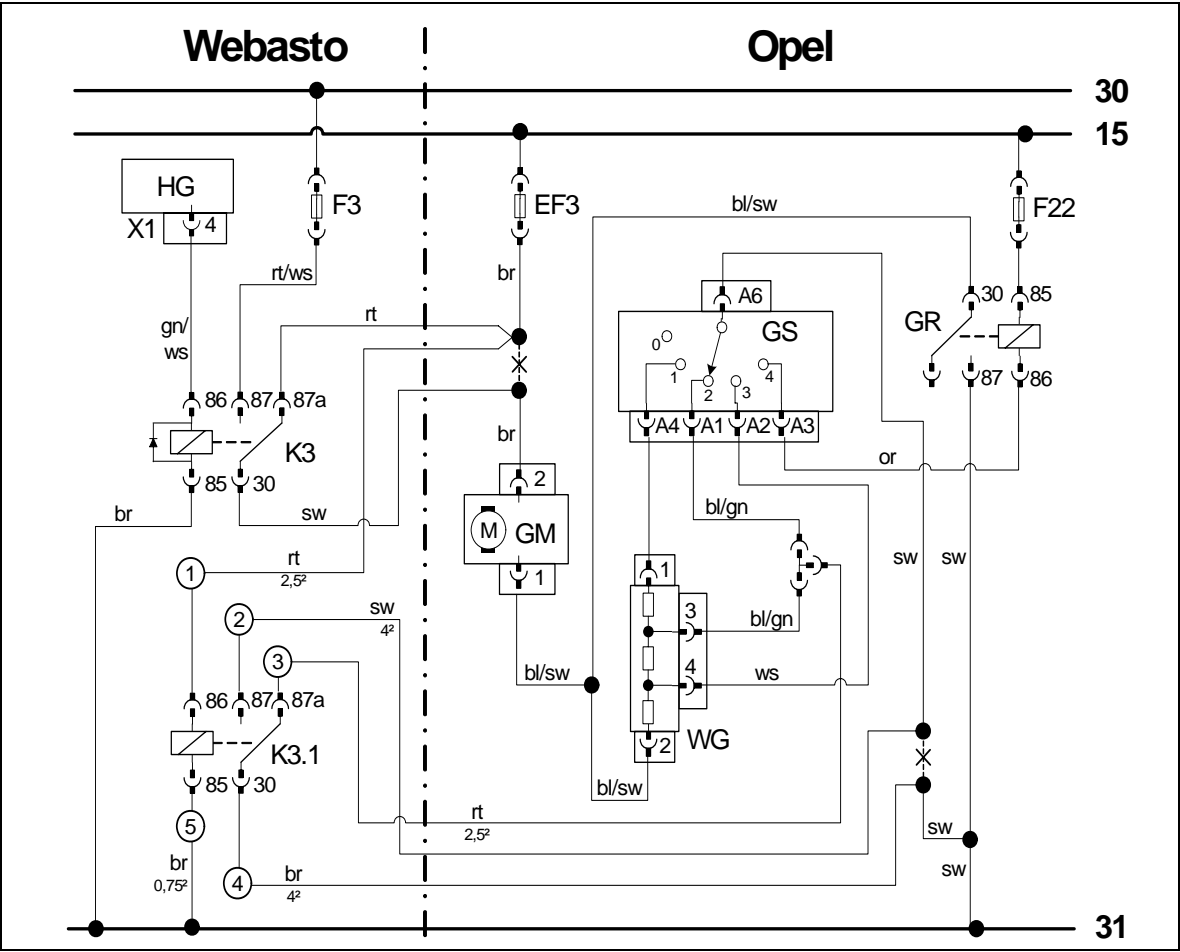 Webasto
Opel
30
15
HG
F3
EF3
F22
bl/sw
X1
4
rt/ws
br
A6
30
85
GS
GR
gn/
ws
rt
0
1
2
3
4
86
87
87a
87
86
A4
A1
A2
A3
K3
br
or
85
30
2
bl/gn
br
sw
M
GM
sw
sw
1
rt
2,5²
1
1
2
sw
4²
3
bl/gn
3
4
ws
bl/sw
86
87
87a
K3.1
2
WG
85
30
bl/sw
5
rt
2,5²
sw
br
0,75²
4
br
4²
sw
31